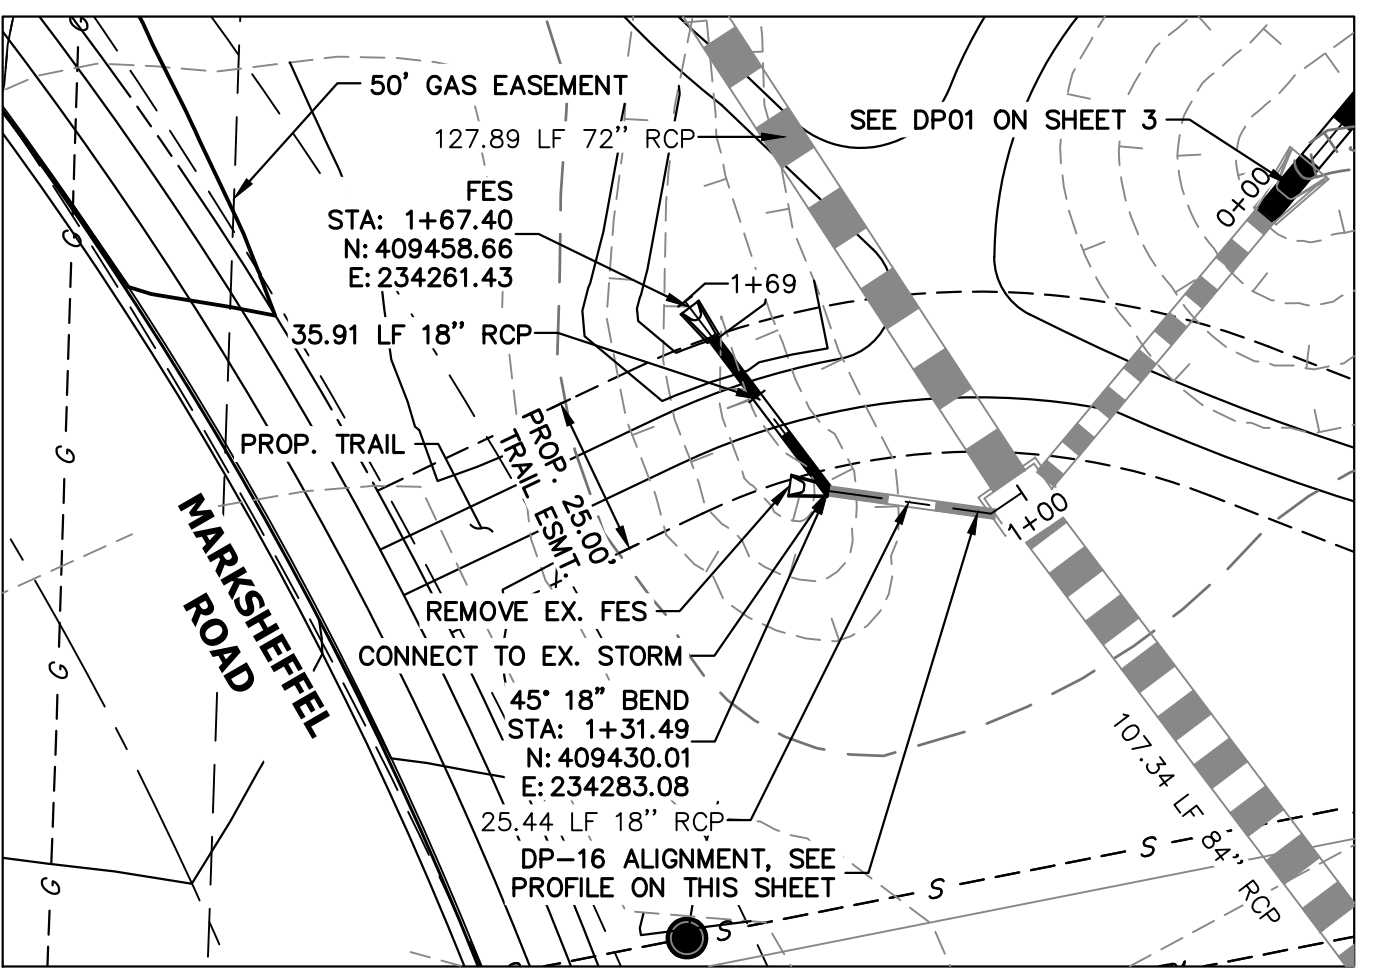 50' GAS EASEMENT
127.89 LF 72" RCP
SEE DP01 ON SHEET 3
FES
STA: 1+67.40
N: 409458.66
E: 234261.43
0+00
1+69
35.91 LF 18" RCP
PROP. TRAIL
PROP. 25.00'
TRAIL ESMT.
1+00
MARKSHEFFEL
ROAD
REMOVE EX. FES
CONNECT TO EX. STORM
45° 18" BEND
STA: 1+31.49
N: 409430.01
E: 234283.08
25.44 LF 18" RCP
DP-16 ALIGNMENT, SEE
PROFILE ON THIS SHEET
107.34 LF 84" RCP
G
G
G
G
G
S
S
S